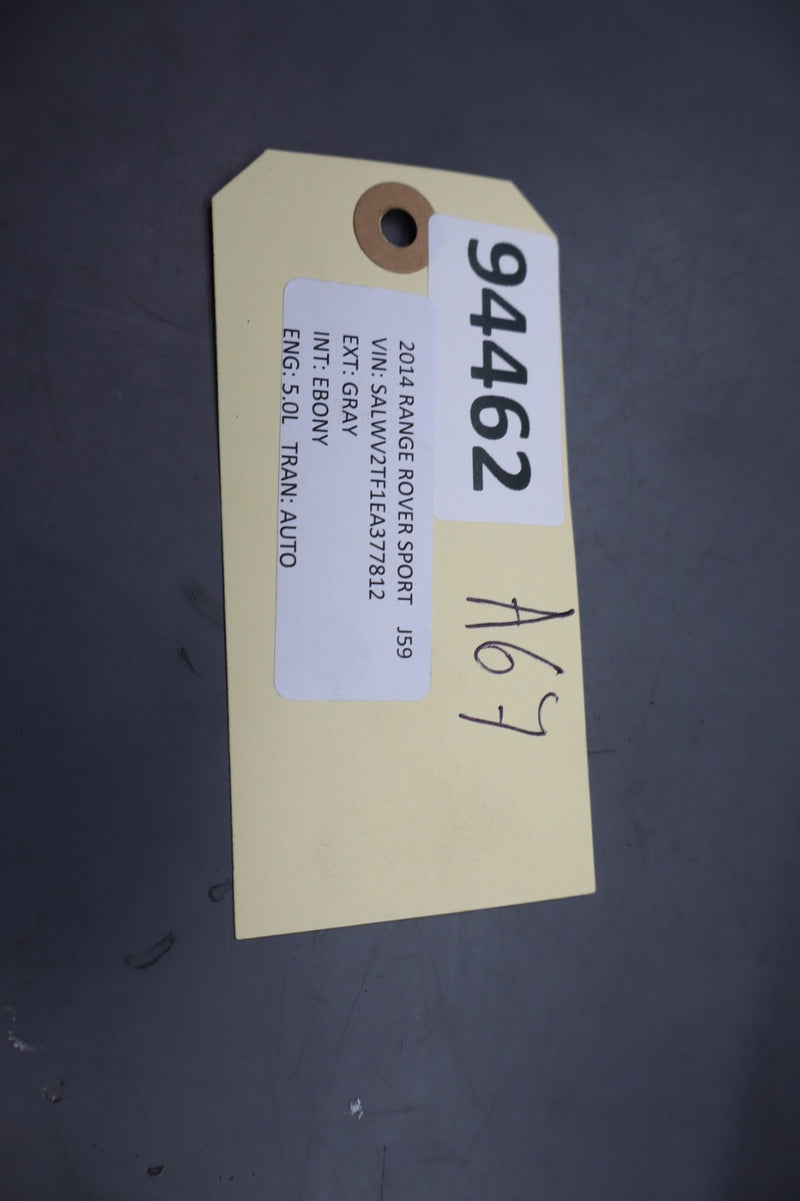 94462
A67
2014 RANGE ROVER SPORT J59
VIN: SALWV2TF1EA377812
EXT: GRAY
INT: EBONY
ENG: 5.0L TRAN: AUTO